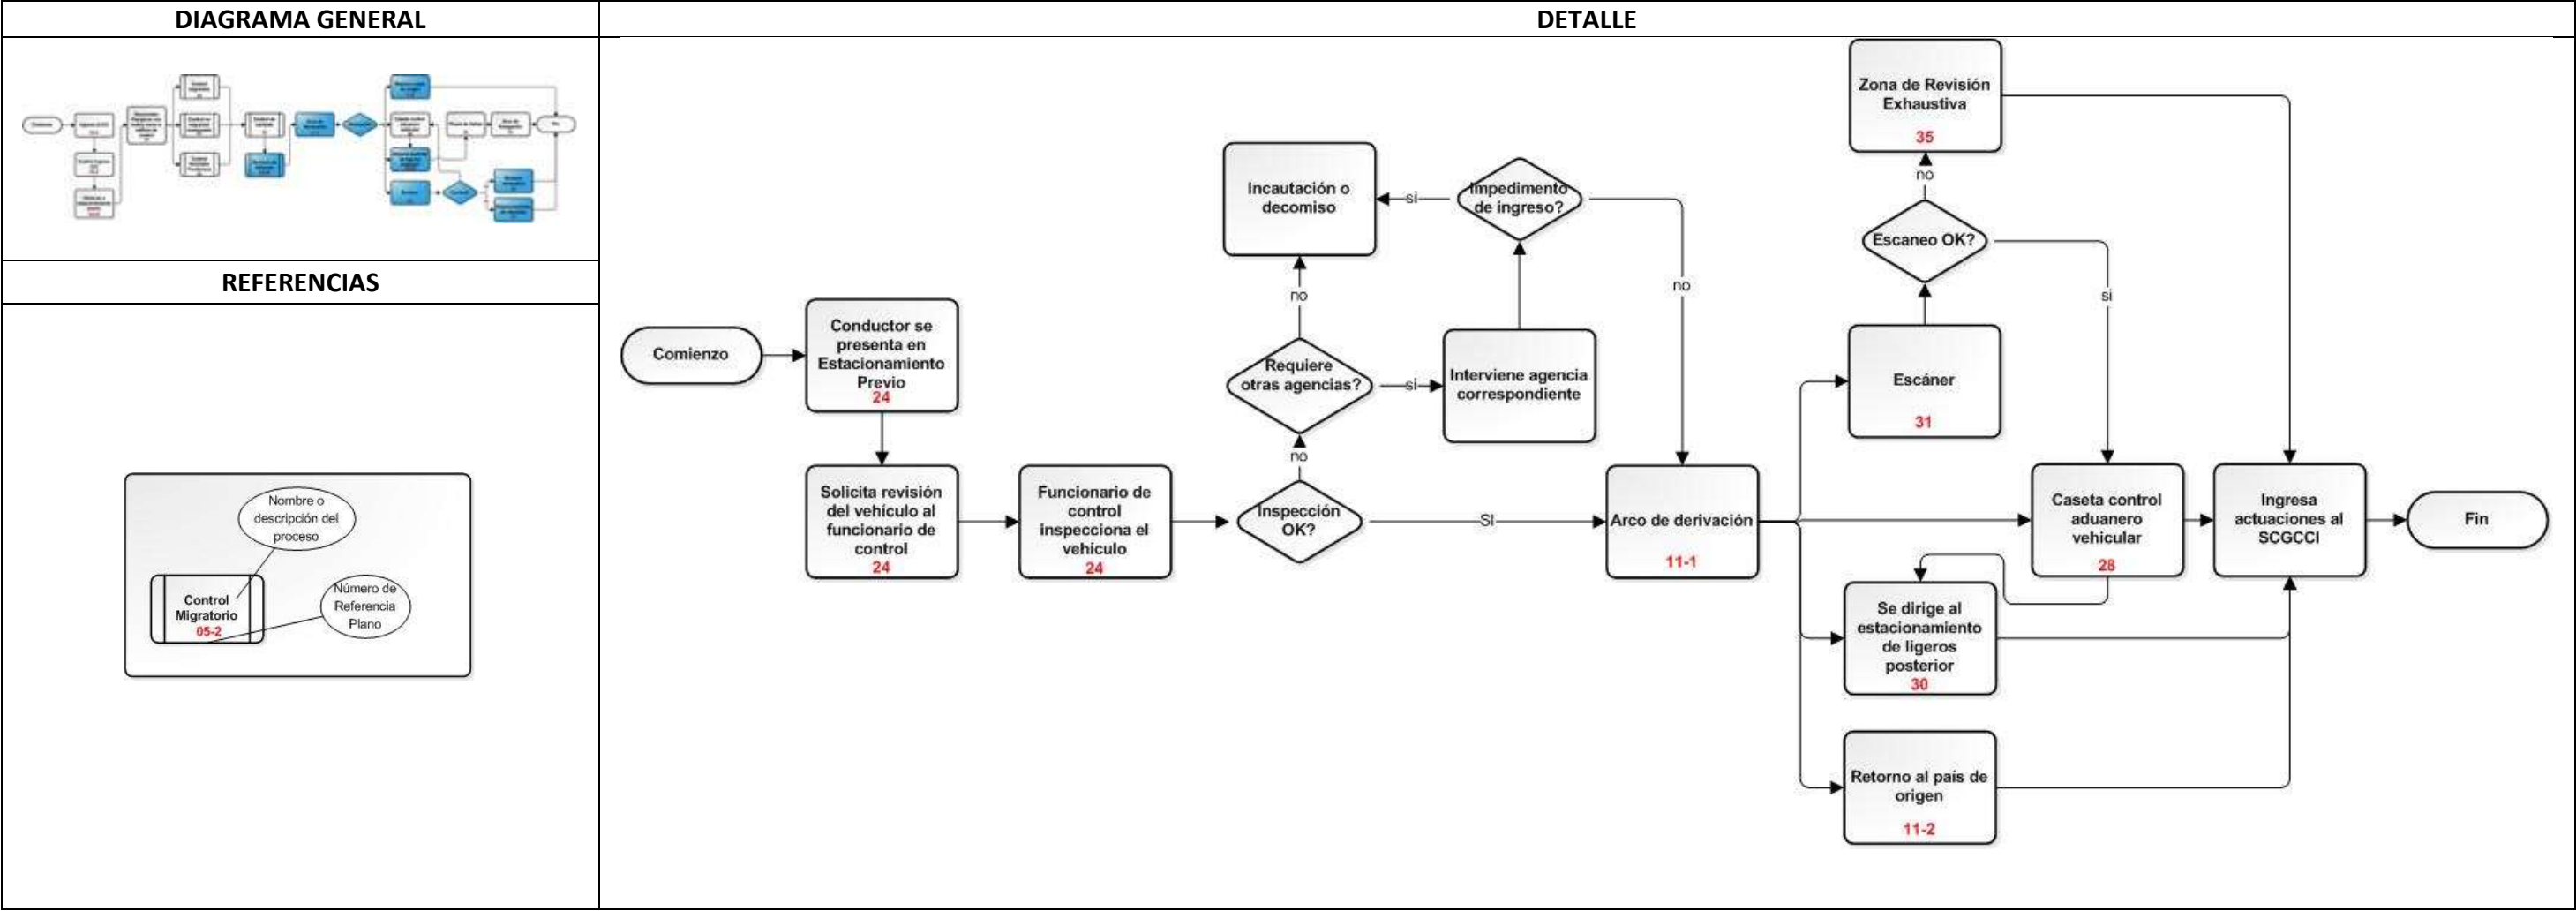 DIAGRAMA GENERAL
REFERENCIAS
Nombre o
descripción del
proceso
Control
Migratorio
05-2
Número de
Referencia
Plano
DETALLE
Comienzo
Conductor se
presenta en
Estacionamiento
Previo
24
Solicita revisión
del vehículo al
funcionario de
control
24
Funcionario de
control
inspecciona el
vehículo
24
Inspección
OK?
no
SI
Requiere
otras agencias?
no
si
Incautación o
decomiso
Interviene agencia
correspondiente
Impedimento
de ingreso?
si
no
Arco de derivación
11-1
Zona de Revisión
Exhaustiva
35
no
Escaneo OK?
si
Escáner
31
Caseta control
aduanero
vehicular
28
Se dirige al
estacionamiento
de ligeros
posterior
30
Retorno al país de
origen
11-2
Ingresa
actuaciones al
SCGCCI
Fin